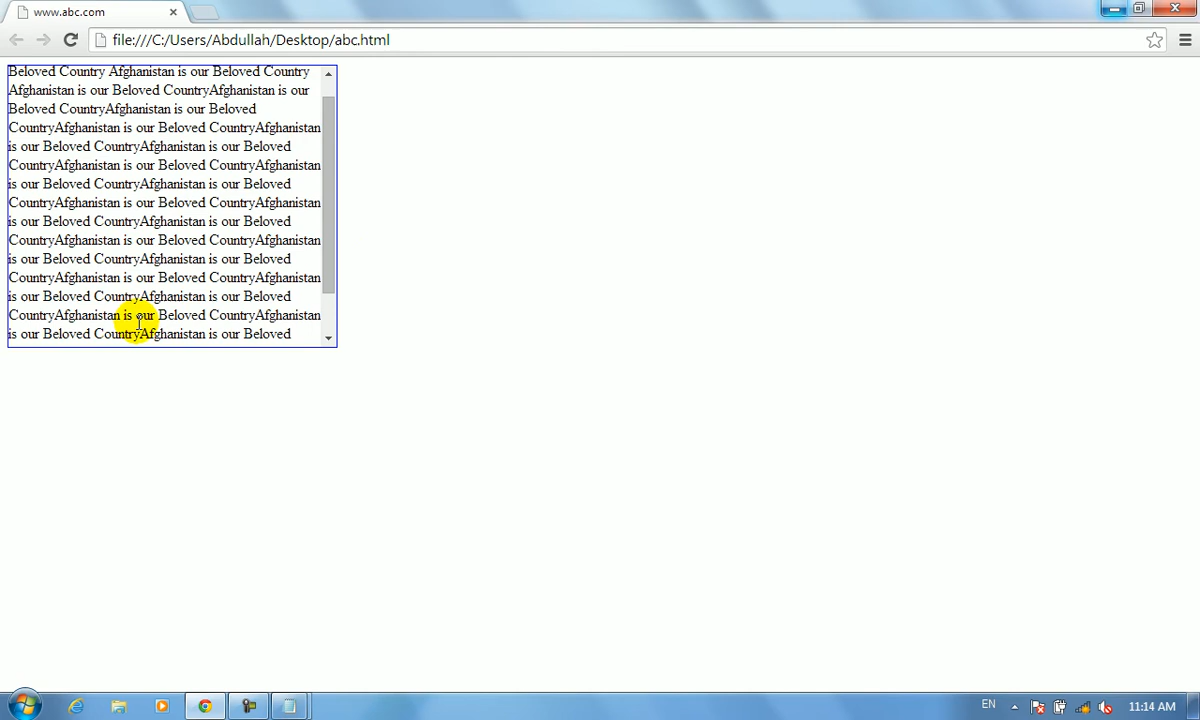 www.abc.com
file:///C:/Users/Abdullah/Desktop/abc.html
Beloved Country Afghanistan is our Beloved Country
Afghanistan is our Beloved CountryAfghanistan is our
Beloved CountryAfghanistan is our Beloved
CountryAfghanistan is our Beloved CountryAfghanistan
is our Beloved CountryAfghanistan is our Beloved
CountryAfghanistan is our Beloved CountryAfghanistan
is our Beloved CountryAfghanistan is our Beloved
CountryAfghanistan is our Beloved CountryAfghanistan
is our Beloved CountryAfghanistan is our Beloved
CountryAfghanistan is our Beloved CountryAfghanistan
is our Beloved CountryAfghanistan is our Beloved
CountryAfghanistan is our Beloved CountryAfghanistan
is our Beloved CountryAfghanistan is our Beloved
CountryAfghanistan is our Beloved CountryAfghanistan
is our Beloved CountryAfghanistan is our Beloved
EN
11:14 AM